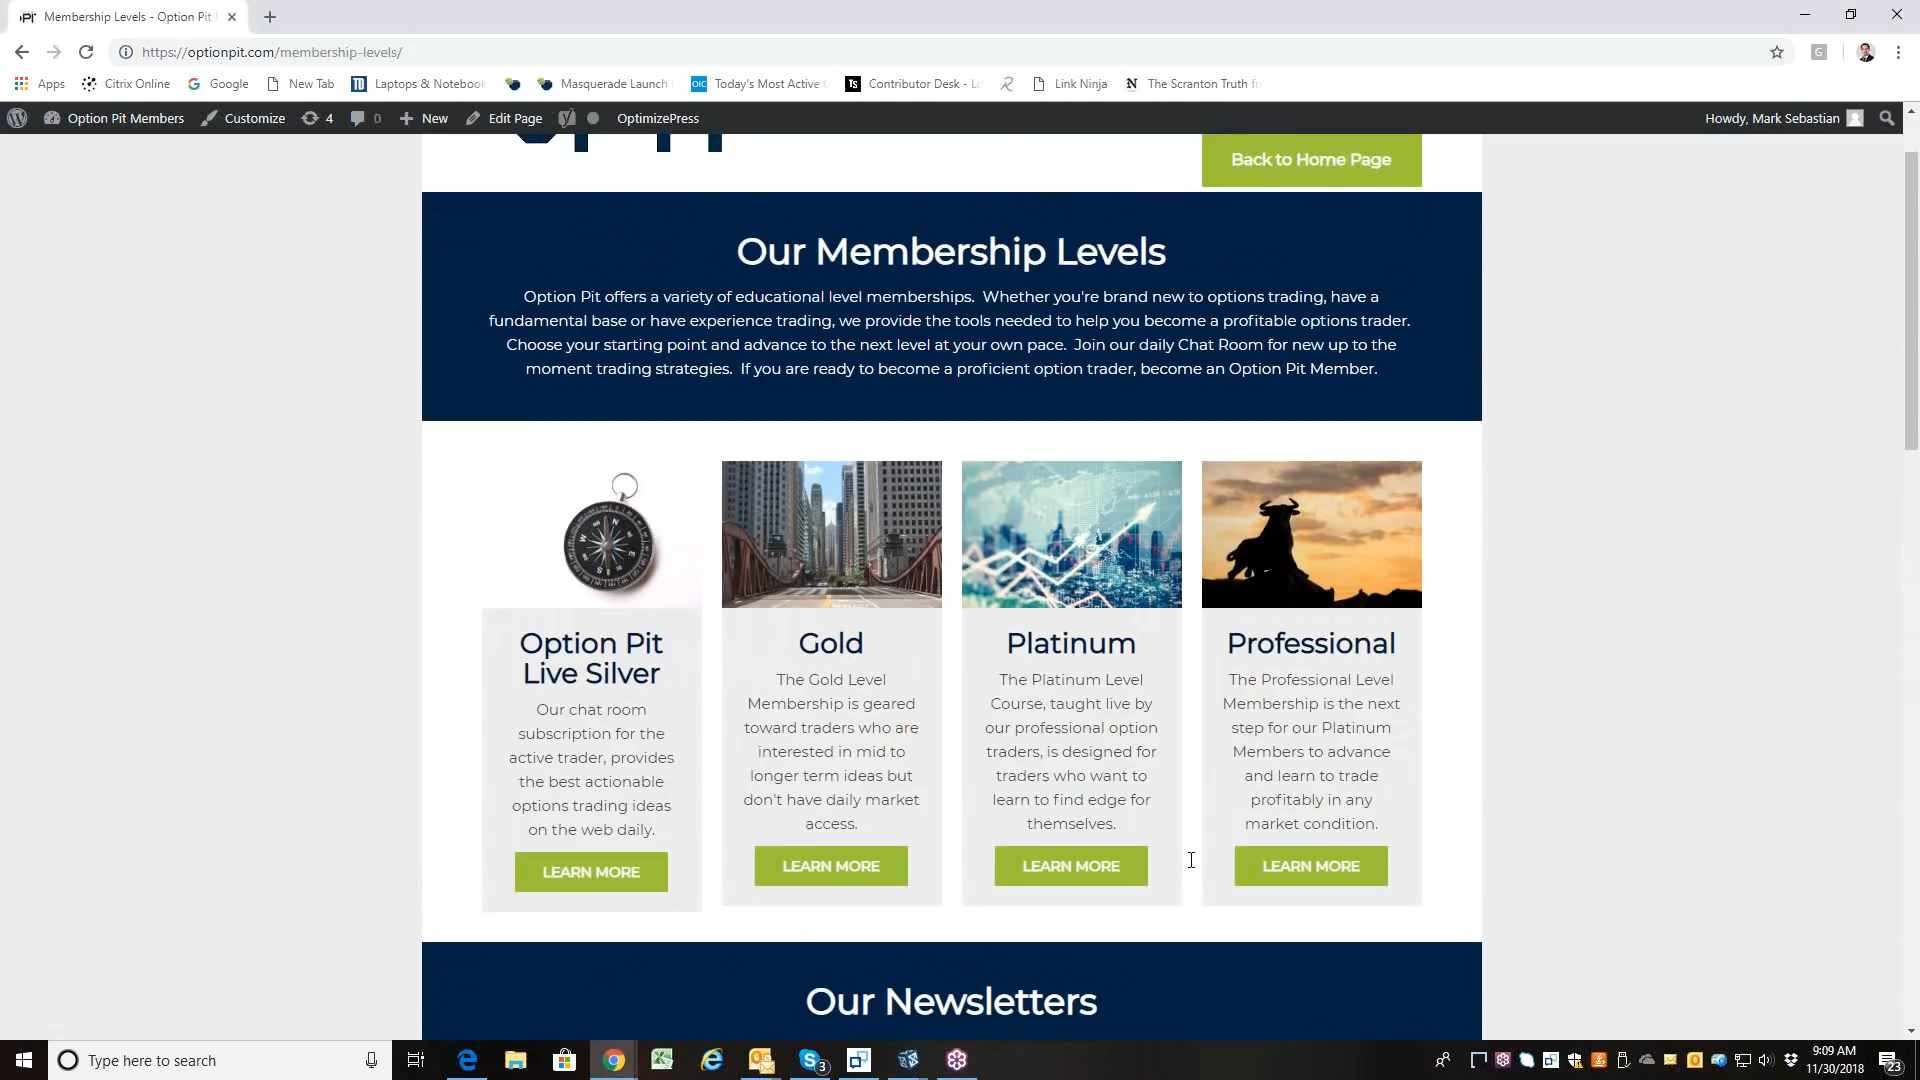 Membership Levels - Option Pit
https://optionpit.com/membership-levels/
Apps
Citrix Online
Google
New Tab
Laptops & Notebook
Masquerade Launch
Today's Most Active
Contributor Desk - Lo
Link Ninja
The Scranton Truth fr
Option Pit Members
Customize
4
0
New
Edit Page
OptimizePress
Howdy, Mark Sebastian
Back to Home Page
Our Membership Levels
Option Pit offers a variety of educational level memberships. Whether you're brand new to options trading, have a
fundamental base or have experience trading, we provide the tools needed to help you become a profitable options trader.
Choose your starting point and advance to the next level at your own pace. Join our daily Chat Room for new up to the
moment trading strategies. If you are ready to become a proficient option trader, become an Option Pit Member.
Option Pit
Live Silver
Our chat room
subscription for the
active trader, provides
the best actionable
options trading ideas
on the web daily.
LEARN MORE
Gold
The Gold Level
Membership is geared
toward traders who are
interested in mid to
longer term ideas but
don't have daily market
access.
LEARN MORE
Platinum
The Platinum Level
Course, taught live by
our professional option
traders, is designed for
traders who want to
learn to find edge for
themselves.
LEARN MORE
Professional
The Professional Level
Membership is the next
step for our Platinum
Members to advance
and learn to trade
profitably in any
market condition.
LEARN MORE
Our Newsletters
Type here to search
3
9:09 AM
11/30/2018
23